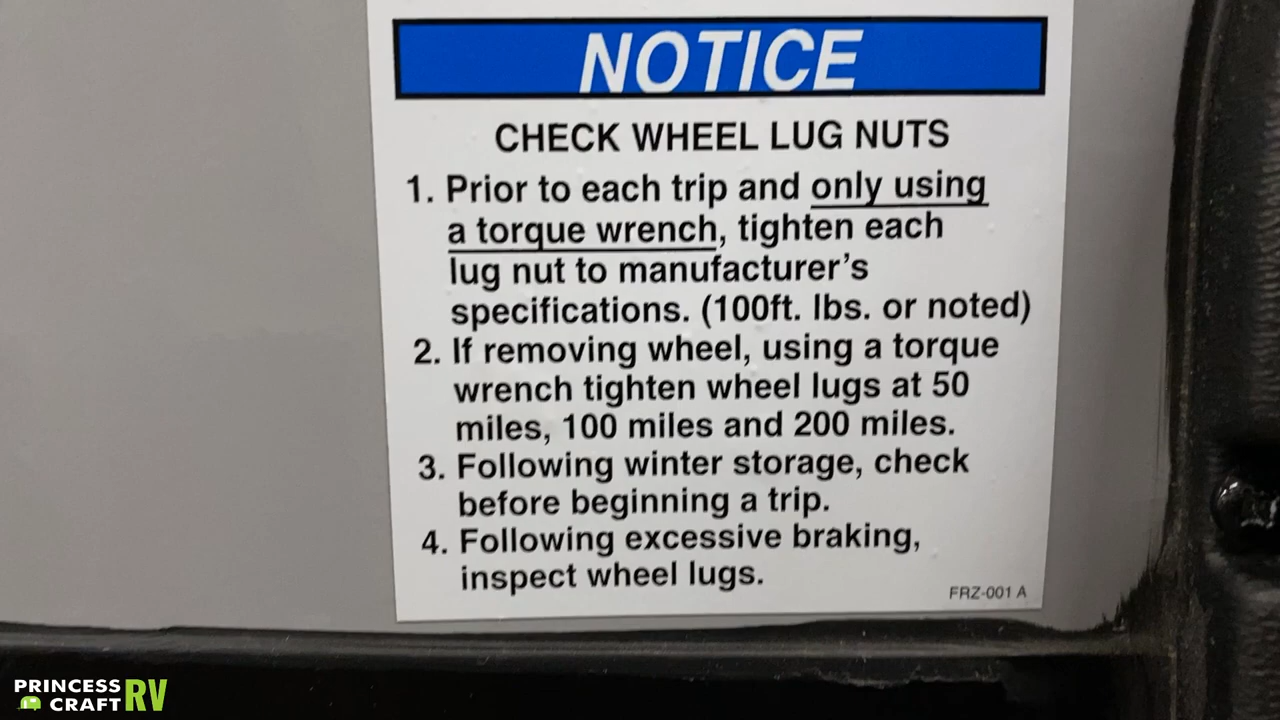 NOTICE
CHECK WHEEL LUG NUTS
1. Prior to each trip and only using
a torque wrench, tighten each
lug nut to manufacturer's
specifications. (100ft. lbs. or noted)
2. If removing wheel, using a torque
wrench tighten wheel lugs at 50
miles, 100 miles and 200 miles.
3. Following winter storage, check
before beginning a trip.
4. Following excessive braking,
inspect wheel lugs.
FRZ-001 A
PRINCESS
CRAFT RV